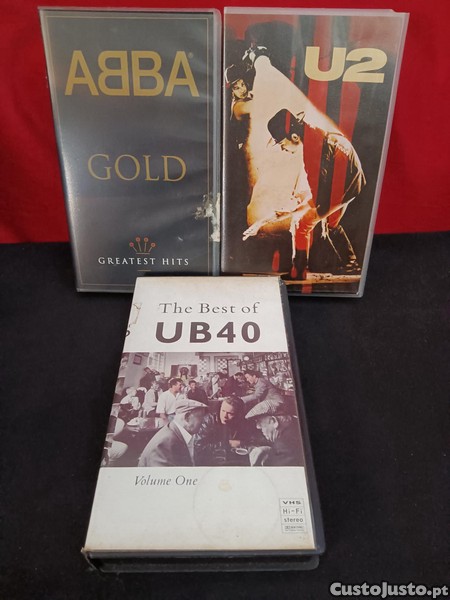 ABBA
GOLD
GREATEST HITS
U2
The Best of
UB40
Volume One
VHS
Hi-Fi
stereo
CustoJusto.pt